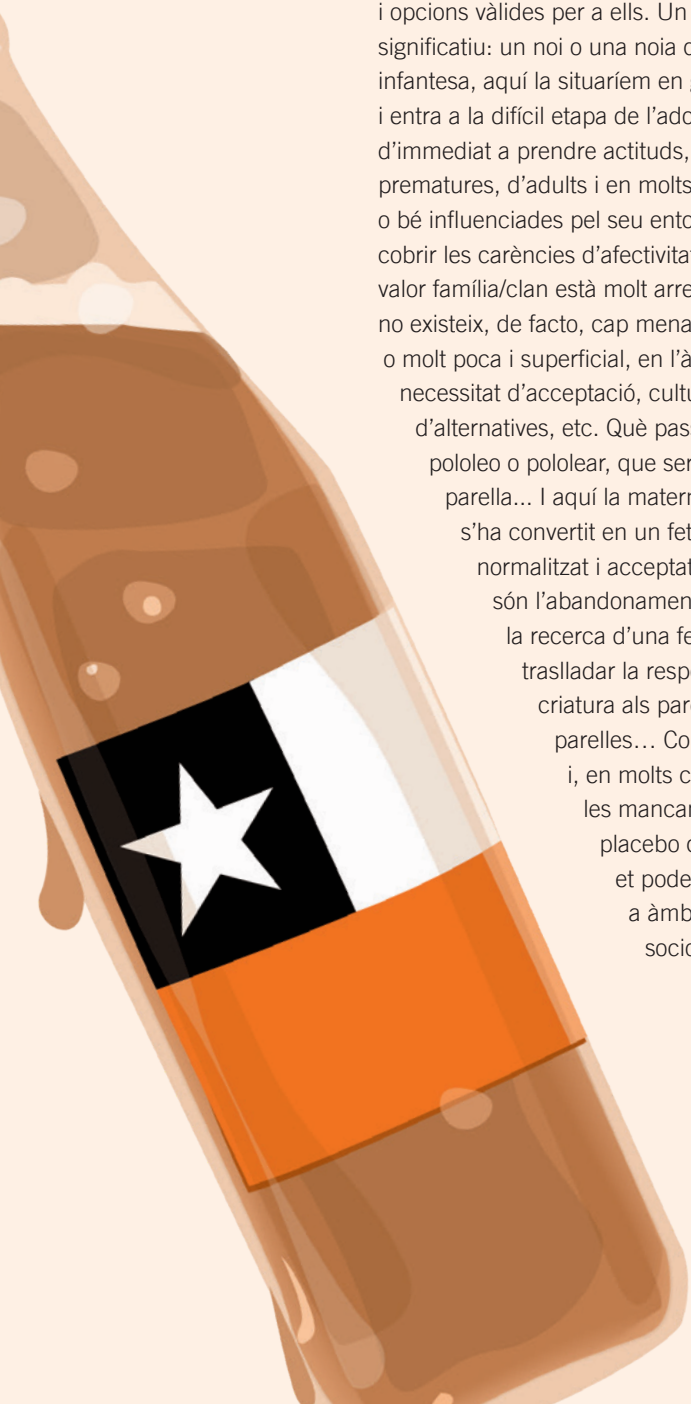 i opcions vàlides per a ells. Un
significatiu: un noi o una noia
infantesa, aquí la situaríem en
i entra a la difícil etapa de l’ado
d’immediat a prendre actituds,
prematures, d’adults i en molts
o bé influenciades pel seu ento
cobrir les carències d’afectivitat
valor família/clan està molt arre
no existeix, de facto, cap mena
o molt poca i superficial, en l’à
necessitat d’acceptació, cultu
d’alternatives, etc. Què pas
pololeo o pololear, que ser
parella... I aquí la matern
s’ha convertit en un fet
normalitzat i acceptat
són l’abandonamen
la recerca d’una fe
traslladar la respo
criatura als pare
parelles… Co
i, en molts c
les mancan
placebo
et pode
a àmb
socio